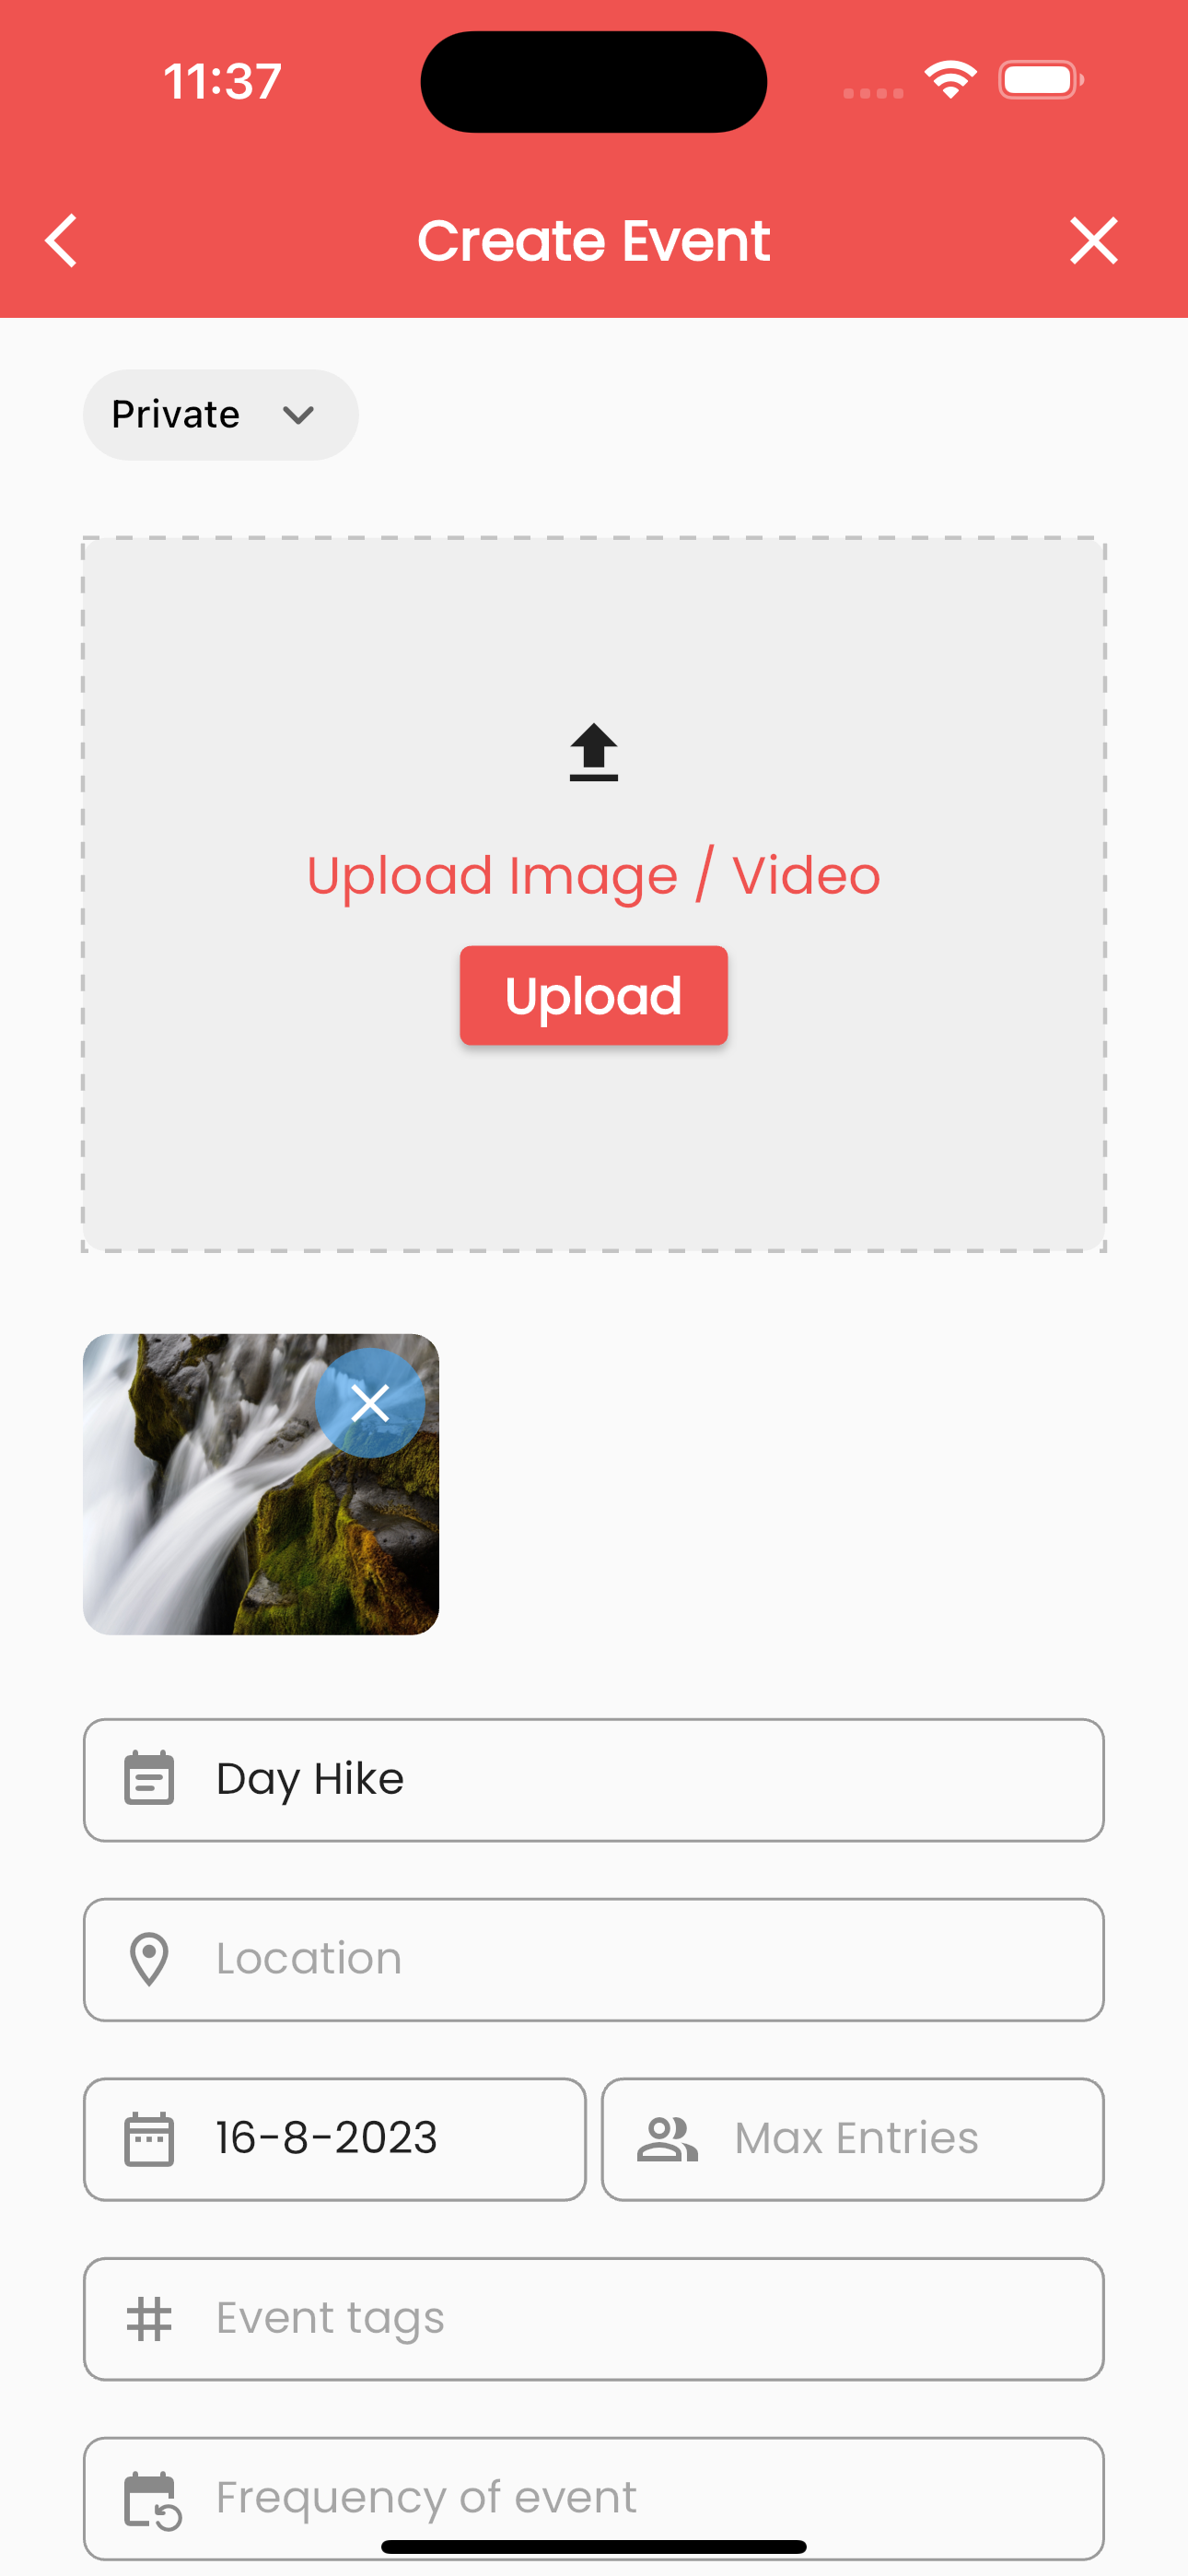 11:37
Create Event
Private
Upload Image / Video
Upload
Day Hike
Location
16-8-2023
Max Entries
Event tags
Frequency of event